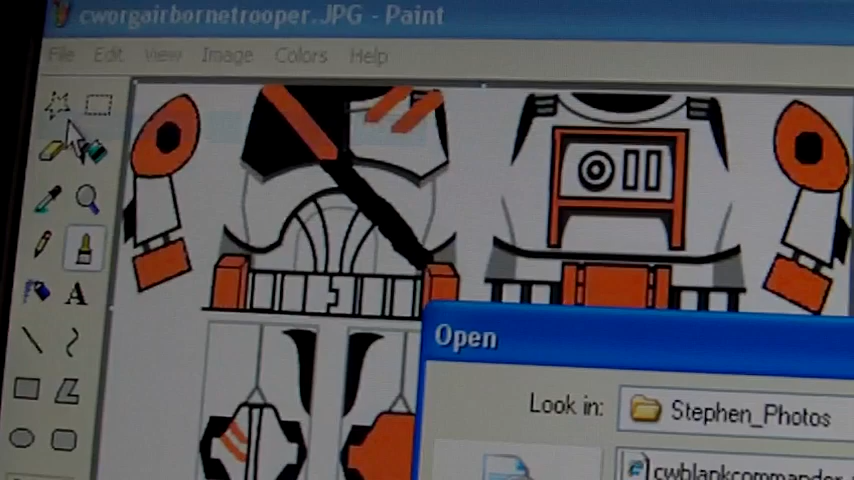 cworgairbornetrooper.JPG - Paint
File Edit View Image Colors Help
A
Open
Look in: Stephen_Photos
cwblankcommander